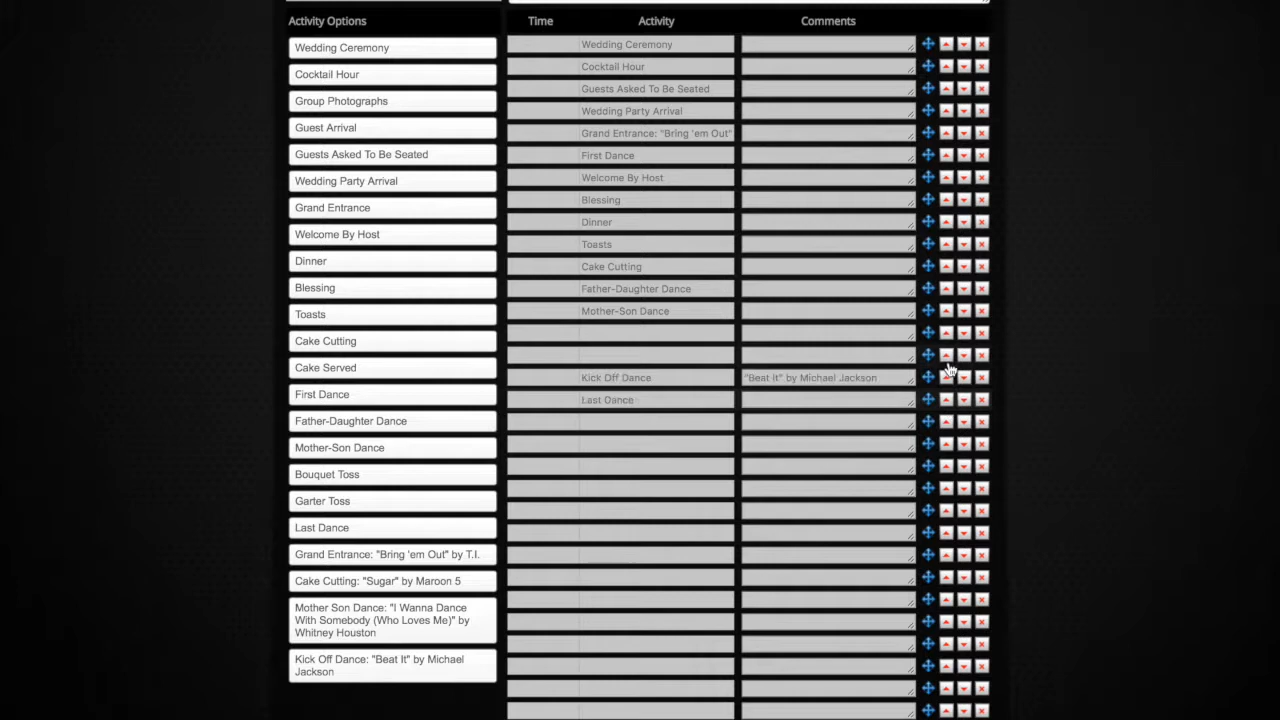 Activity Options
Time Activity Comments
Wedding Ceremony
Cocktail Hour
Group Photographs
Guest Arrival
Guests Asked To Be Seated
Wedding Party Arrival
Grand Entrance
Welcome By Host
Dinner
Blessing
Toasts
Cake Cutting
Cake Served
First Dance
Father-Daughter Dance
Mother-Son Dance
Bouquet Toss
Garter Toss
Last Dance
Grand Entrance: "Bring 'em Out" by T.I.
Cake Cutting: "Sugar" by Maroon 5
Mother Son Dance: "I Wanna Dance
With Somebody (Who Loves Me)" by
Whitney Houston
Kick Off Dance: "Beat It" by Michael
Jackson
Wedding Ceremony
Cocktail Hour
Guests Asked To Be Seated
Wedding Party Arrival
Grand Entrance: "Bring 'em Out"
First Dance
Welcome By Host
Blessing
Dinner
Toasts
Cake Cutting
Father-Daughter Dance
Mother-Son Dance
Kick Off Dance "Beat It" by Michael Jackson
Last Dance